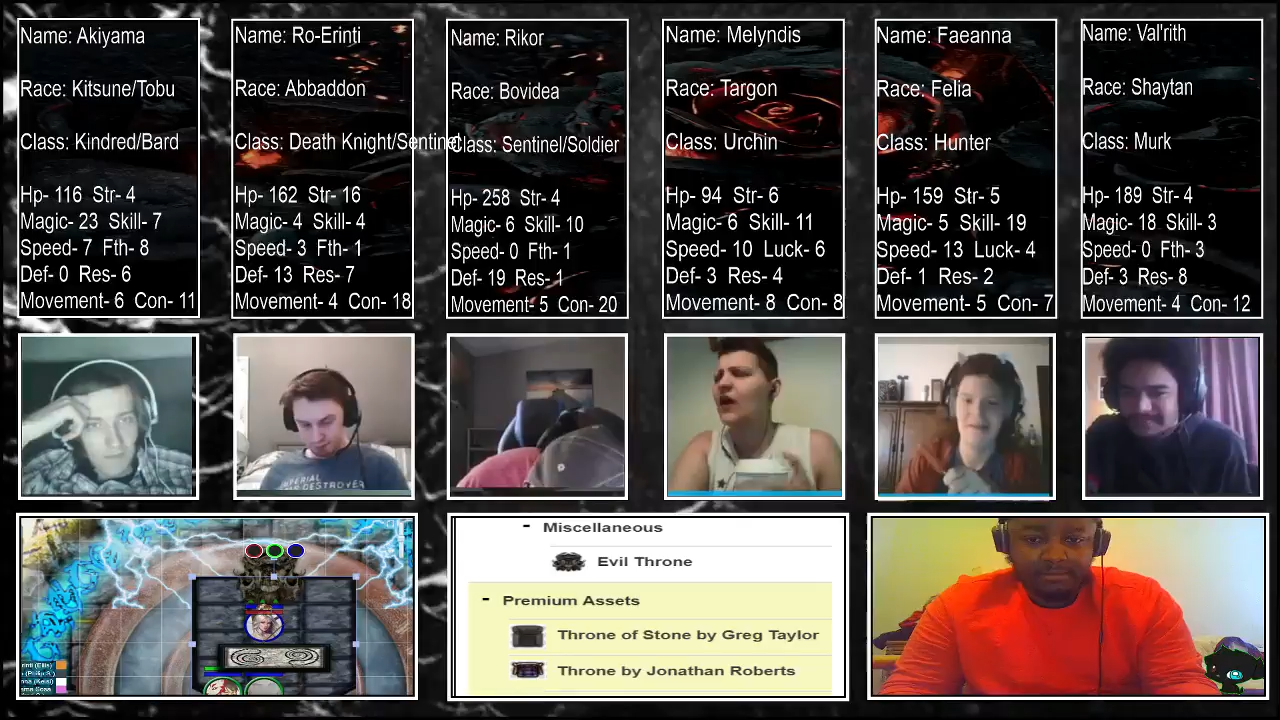 Name: Akiyama
Race: Kitsune/Tobu
Class: Kindred/Bard
Hp- 116 Str- 4
Magic- 23 Skill- 7
Speed- 7 Fth- 8
Def- 0 Res- 6
Movement- 6 Con- 11
Name: Ro-Erinti
Race: Abbaddon
Class: Death Knight/Sentinel
Hp- 162 Str- 16
Magic- 4 Skill- 4
Speed- 3 Fth- 1
Def- 13 Res- 7
Movement- 4 Con- 18
Name: Rikor
Race: Bovidea
Class: Sentinel/Soldier
Hp- 258 Str- 4
Magic- 6 Skill- 10
Speed- 0 Fth- 1
Def- 19 Res- 1
Movement- 5 Con- 20
Name: Melyndis
Race: Targon
Class: Urchin
Hp- 94 Str- 6
Magic- 6 Skill- 11
Speed- 10 Luck- 6
Def- 3 Res- 4
Movement- 8 Con- 8
Name: Faeanna
Race: Felia
Class: Hunter
Hp- 159 Str- 5
Magic- 5 Skill- 19
Speed- 13 Luck- 4
Def- 1 Res- 2
Movement- 5 Con- 7
Name: Val'rith
Race: Shaytan
Class: Murk
Hp- 189 Str- 4
Magic- 18 Skill- 3
Speed- 0 Fth- 3
Def- 3 Res- 8
Movement- 4 Con- 12
DESTROYER
- Miscellaneous
Evil Throne
- Premium Assets
Throne of Stone by Greg Taylor
Throne by Jonathan Roberts